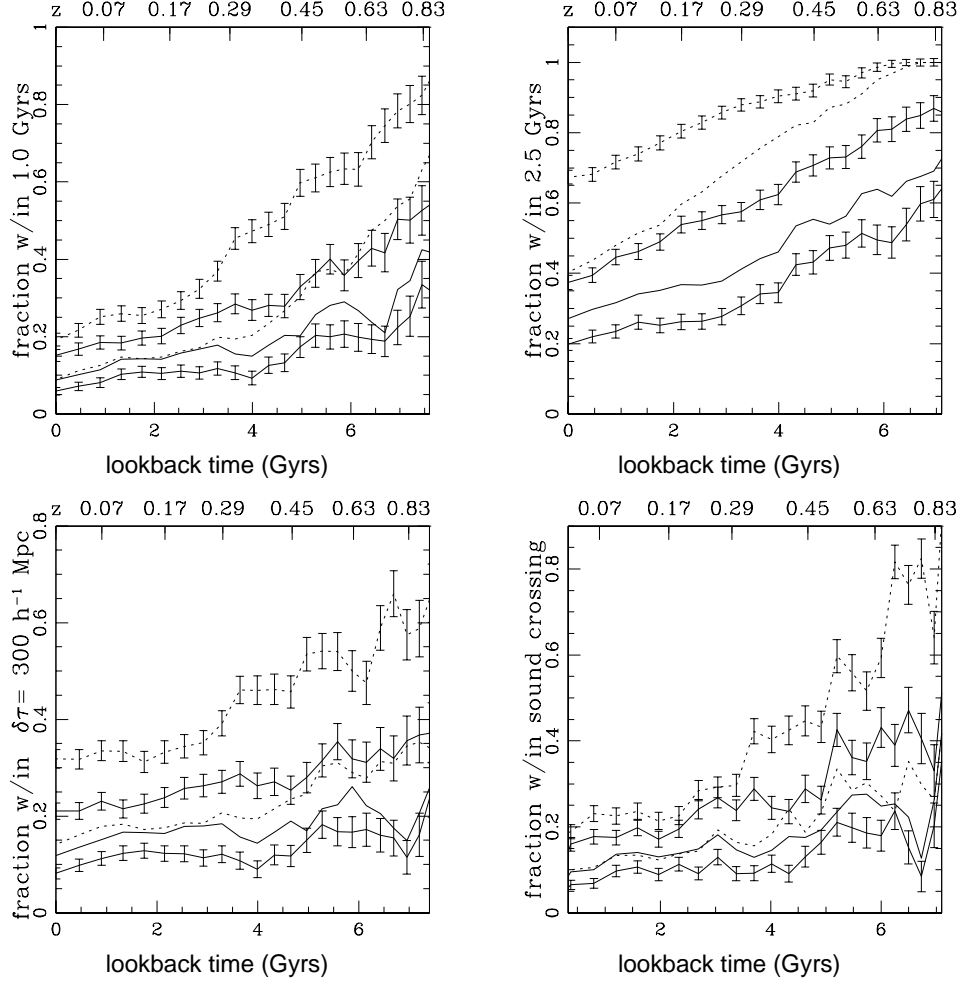 z 0.07 0.17 0.29 0.45 0.63 0.83
fraction w/in 1.0 Gyrs
0 0.2 0.4 0.6 0.8 1
0 2 4 6
lookback time (Gyrs)
z 0.07 0.17 0.29 0.45 0.63 0.83
fraction w/in 2.5 Gyrs
0 0.2 0.4 0.6 0.8 1
0 2 4 6
lookback time (Gyrs)
z 0.07 0.17 0.29 0.45 0.63 0.83
fraction w/in δτ= 300 h⁻¹ Mpc
0 0.2 0.4 0.6 0.8
0 2 4 6
lookback time (Gyrs)
0.07 0.17 0.29 0.45 0.63 0.83
fraction w/in sound crossing
0 0.2 0.4 0.6 0.8
2 4 6
lookback time (Gyrs)